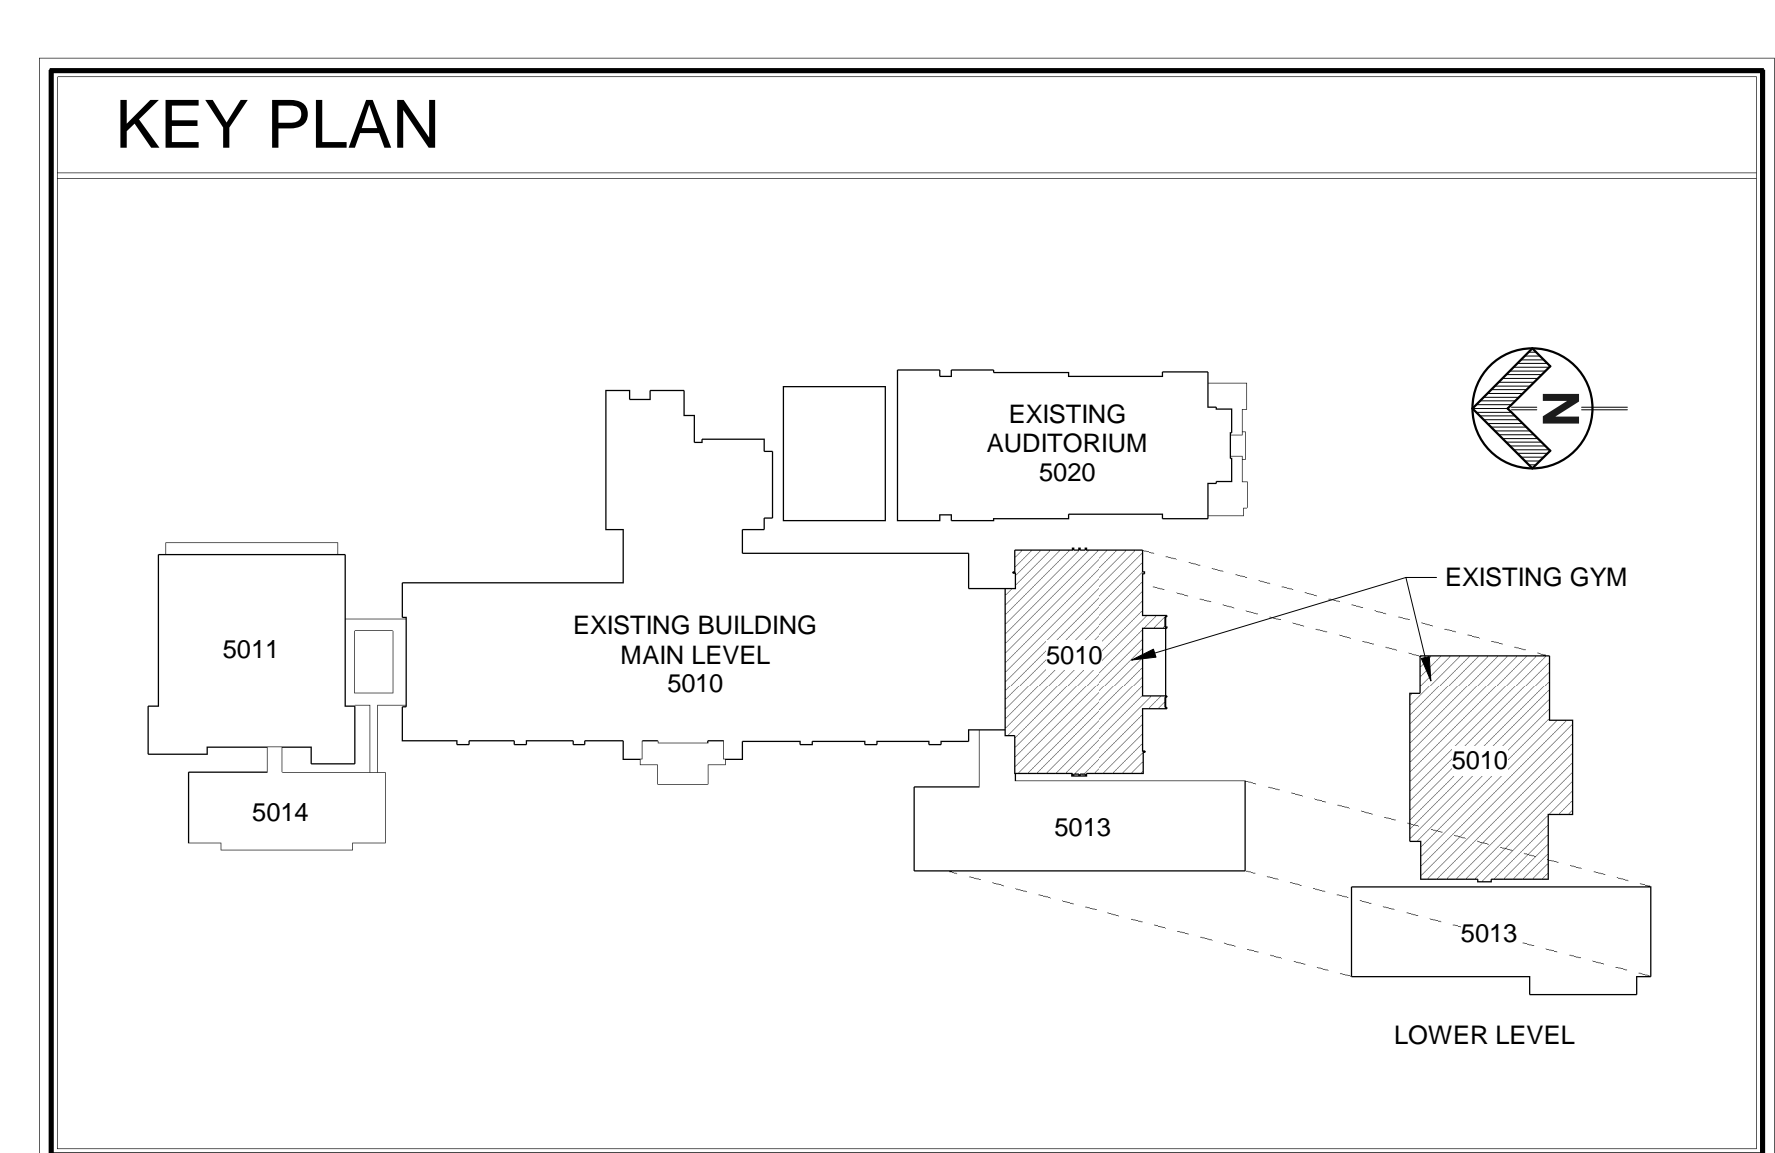 KEY PLAN
EXISTING
AUDITORIUM
5020
N
EXISTING GYM
5011
EXISTING BUILDING
MAIN LEVEL
5010
5010
5010
5014
5013
5013
LOWER LEVEL